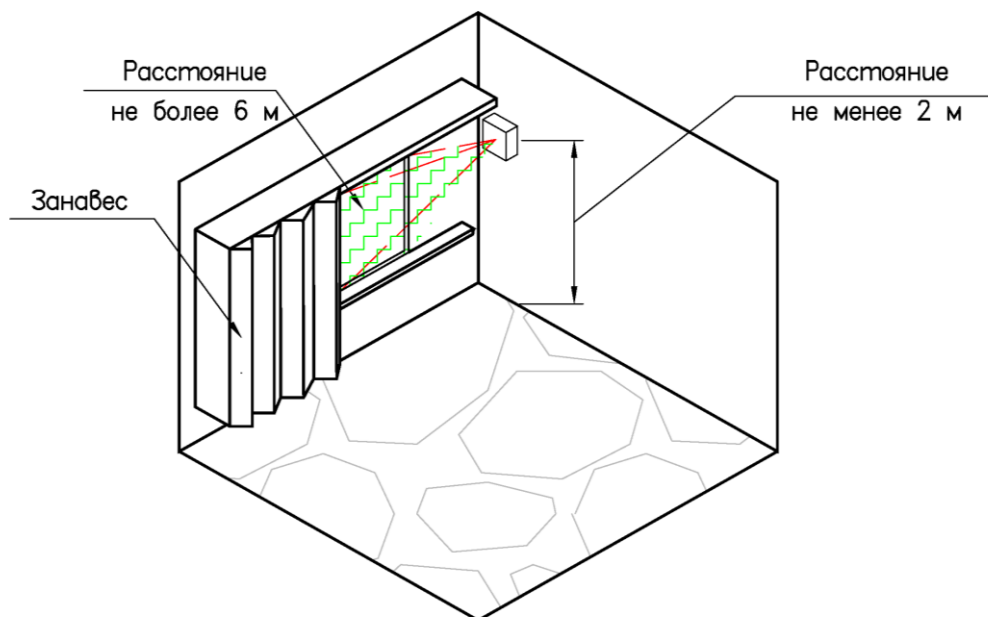 Расстояние
не более 6 м
Расстояние
не менее 2 м
Занавес